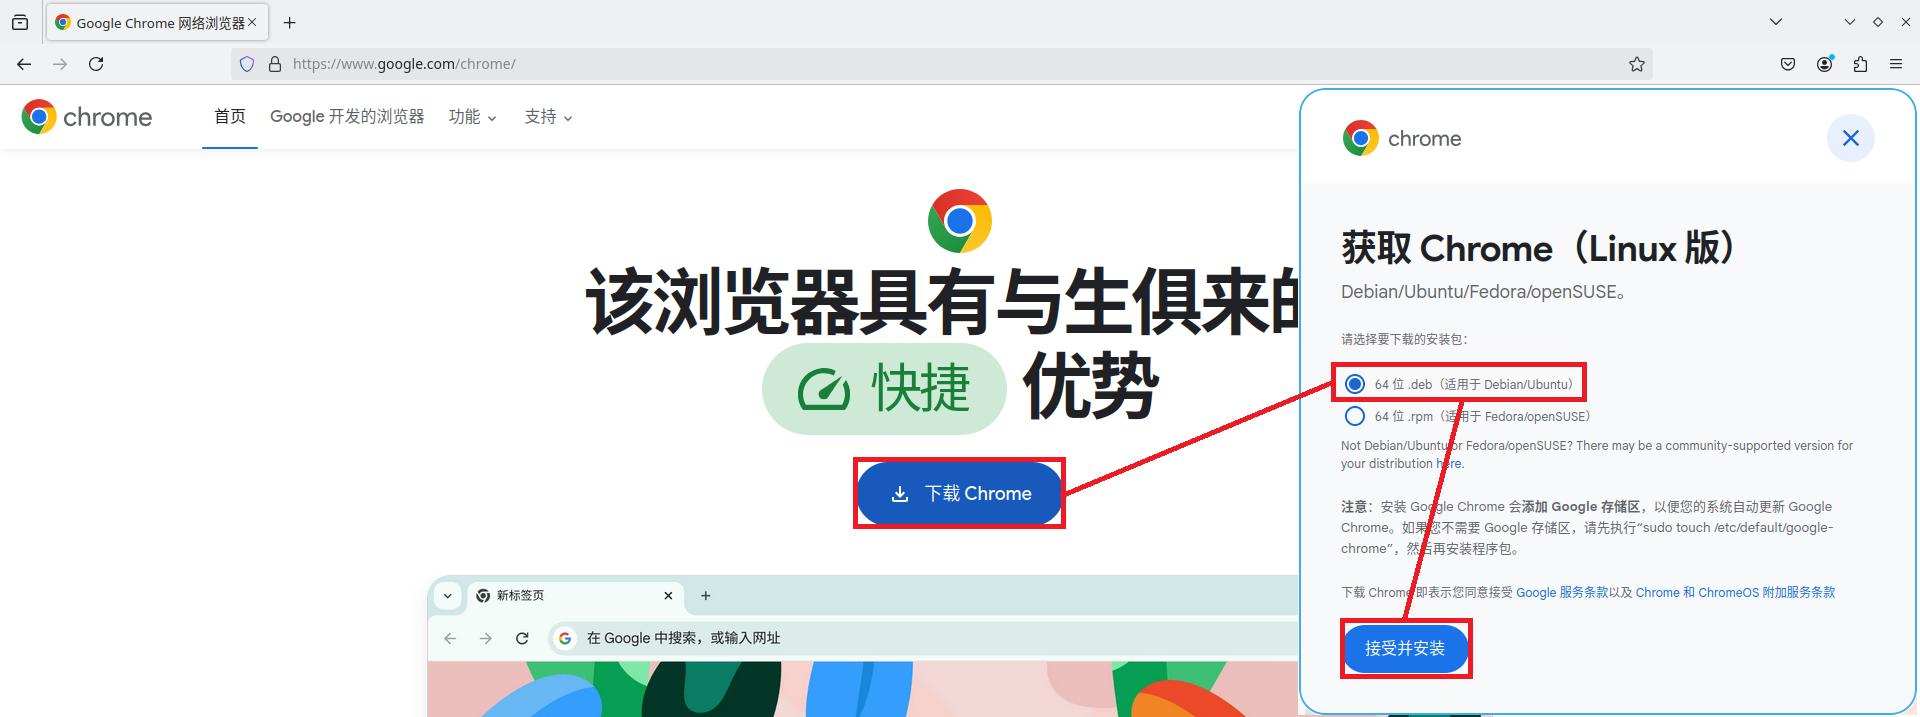 Google Chrome 网络浏览器
https://www.google.com/chrome/
chrome
首页
Google 开发的浏览器
功能
支持
该浏览器具有与生俱来的
快捷 优势
下载 Chrome
新标签页
在 Google 中搜索，或输入网址
chrome
获取 Chrome（Linux 版）
Debian/Ubuntu/Fedora/openSUSE。
请选择要下载的安装包：
64 位 .deb（适用于 Debian/Ubuntu）
64 位 .rpm（适用于 Fedora/openSUSE）
Not Debian/Ubuntu or Fedora/openSUSE? There may be a community-supported version for
your distribution here.
注意：安装 Google Chrome 会添加 Google 存储区，以便您的系统自动更新 Google
Chrome。如果您不需要 Google 存储区，请先执行“sudo touch /etc/default/google-
chrome”，然后再安装程序包。
下载 Chrome 即表示您同意接受 Google 服务条款以及 Chrome 和 ChromeOS 附加服务条款
接受并安装